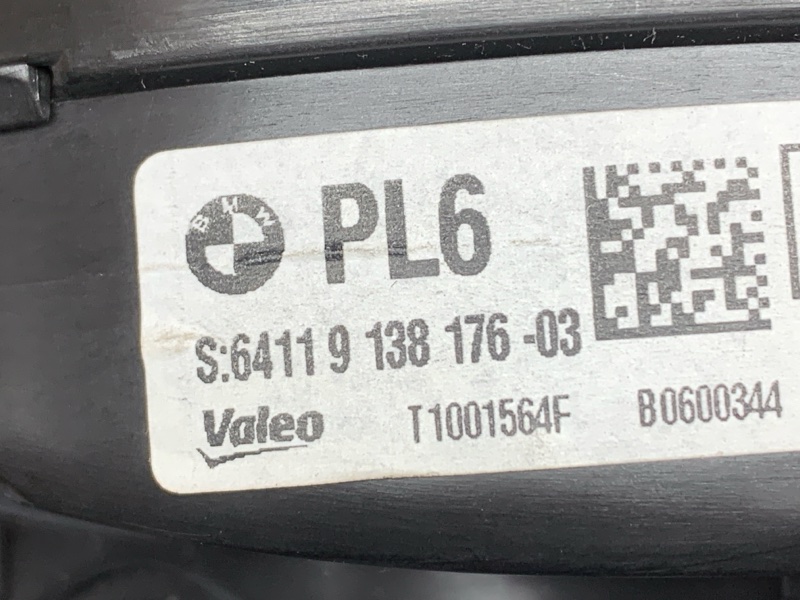 BMW PL6
S:6411 9 138 176-03
Valeo T1001564F B0600344